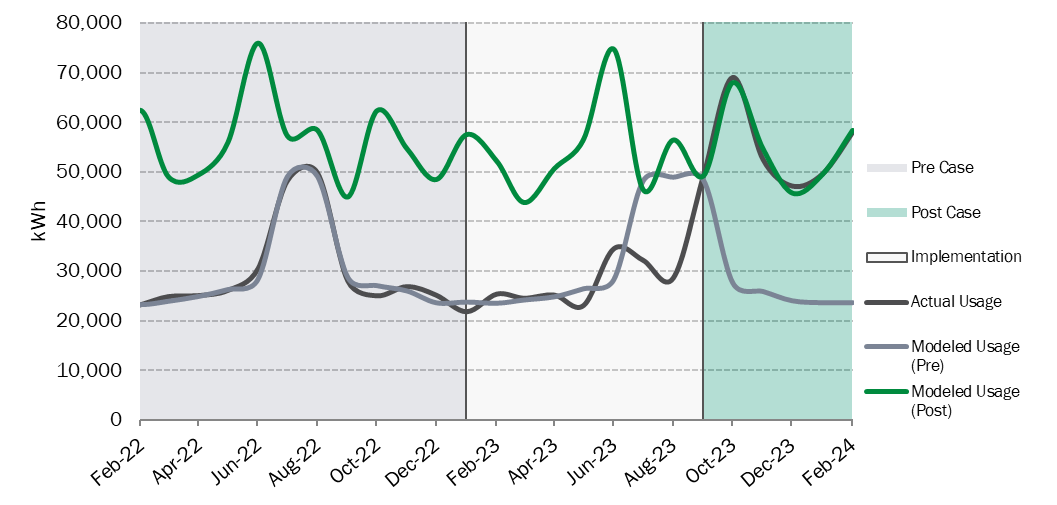 80,000
70,000
60,000
50,000
40,000
30,000
20,000
10,000
0
kWh
Feb-22
Apr-22
Jun-22
Aug-22
Oct-22
Dec-22
Feb-23
Apr-23
Jun-23
Aug-23
Oct-23
Dec-23
Feb-24
Pre Case
Post Case
Implementation
Actual Usage
Modeled Usage
(Pre)
Modeled Usage
(Post)